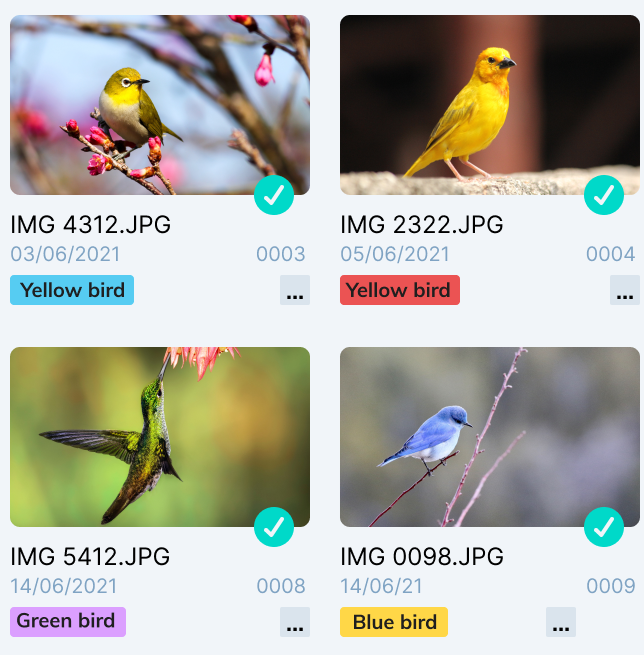 IMG 4312.JPG
03/06/2021 0003
Yellow bird ...
IMG 2322.JPG
05/06/2021 0004
Yellow bird ...
IMG 5412.JPG
14/06/2021 0008
Green bird ...
IMG 0098.JPG
14/06/21 0009
Blue bird ...